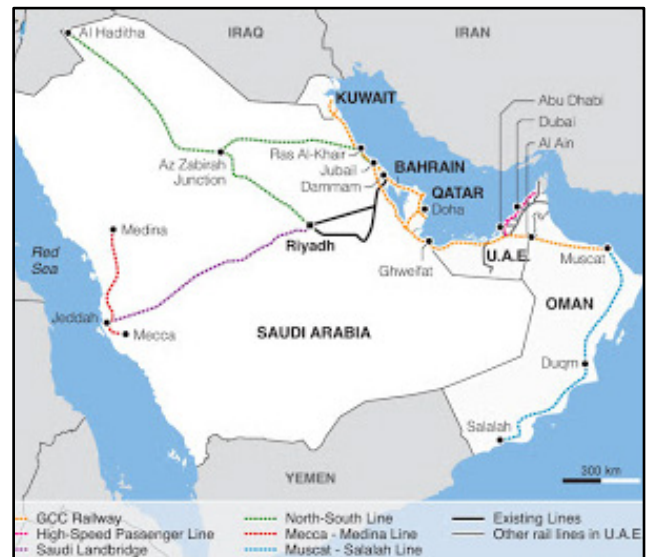 Al Haditha
IRAQ
IRAN
KUWAIT
Abu Dhabi
Dubai
Al Ain
Ras Al-Khair
Jubail
Dammam
BAHRAIN
QATAR
Doha
Az Zabirah
Junction
Medina
Riyadh
Ghweifat
U.A.E.
Muscat
Red
Sea
Jeddah
Mecca
SAUDI ARABIA
OMAN
Duqm
Salalah
YEMEN
300 km
GCC Railway
High-Speed Passenger Line
Saudi Landbridge
North-South Line
Mecca - Medina Line
Muscat - Salalah Line
Existing Lines
Other rail lines in U.A.E